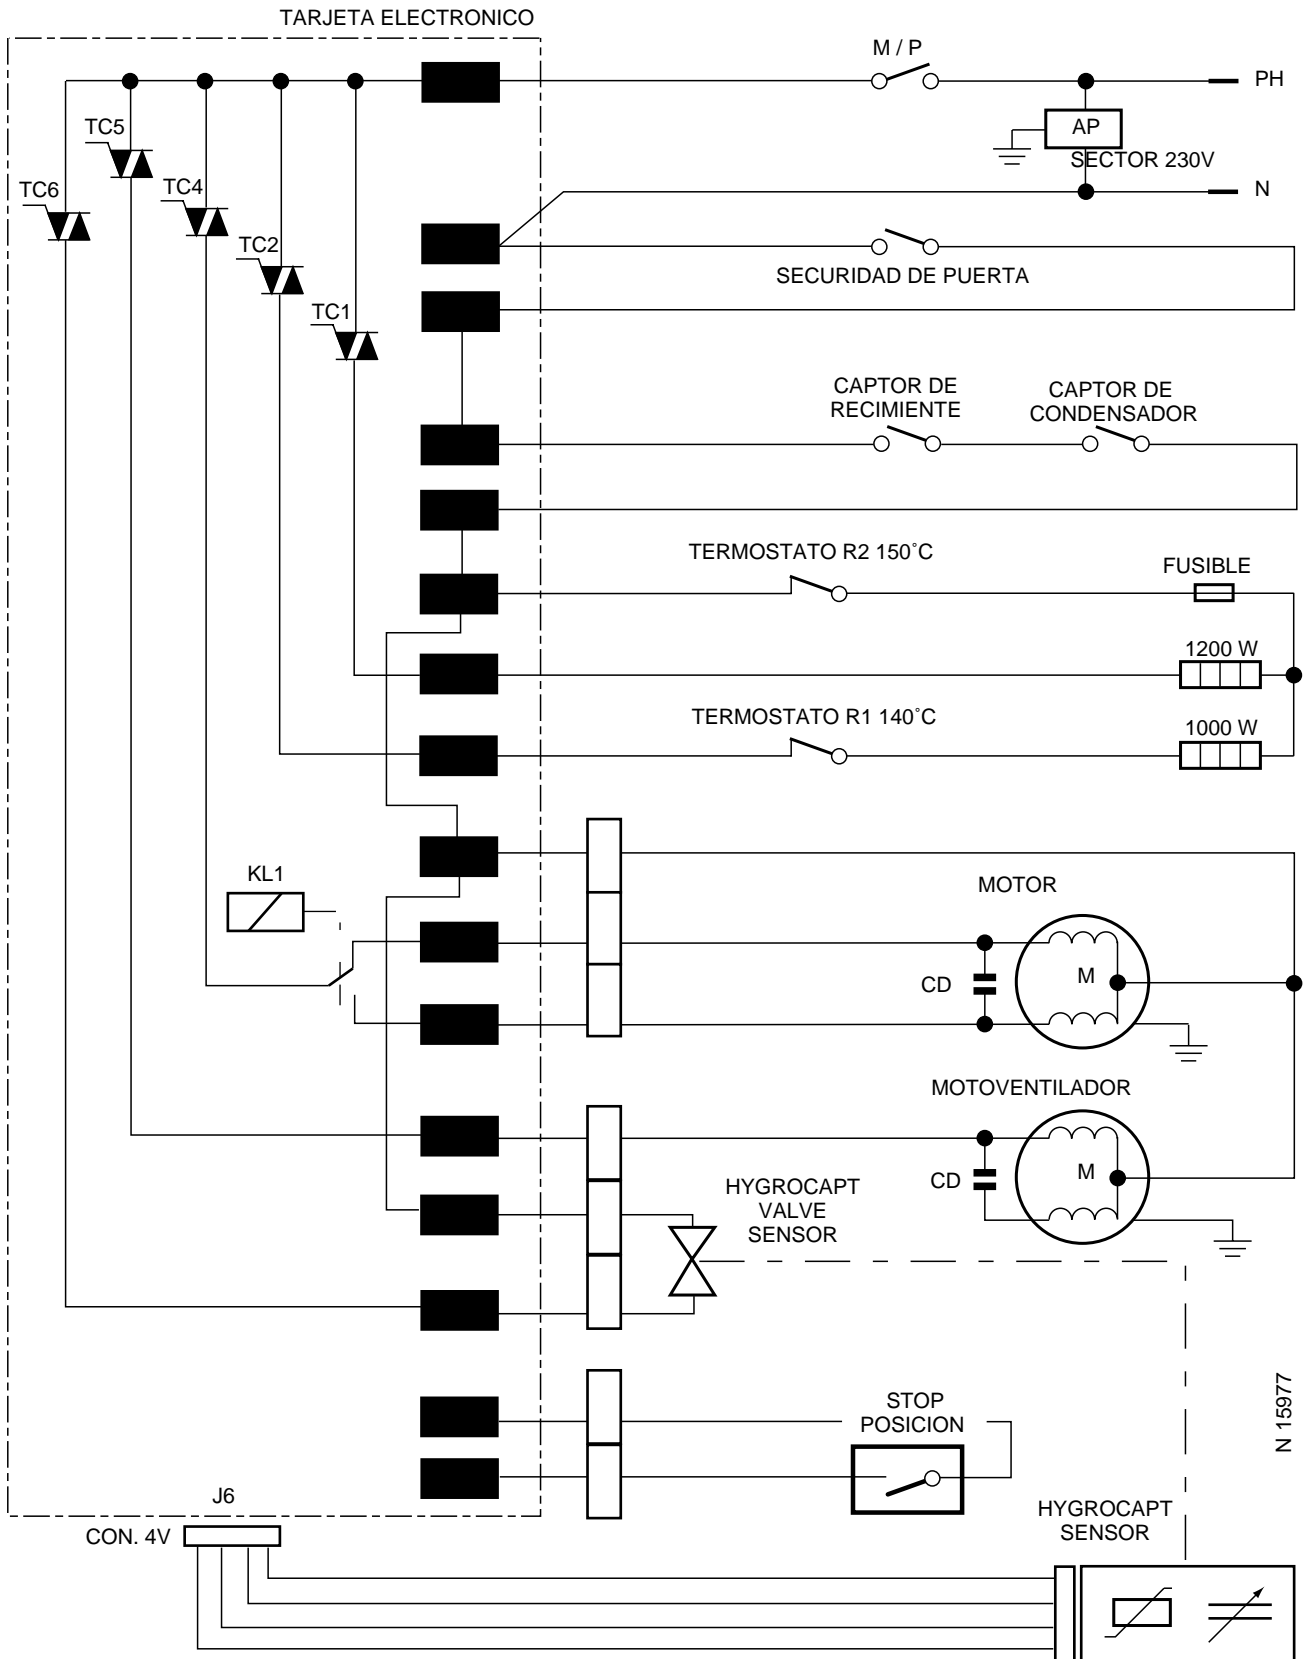 TARJETA ELECTRONICO
M / P
PH
TC5
AP
SECTOR 230V
TC6
TC4
N
TC2
SECURIDAD DE PUERTA
TC1
CAPTOR DE
RECIMIENTE
CAPTOR DE
CONDENSADOR
TERMOSTATO R2 150˚C
FUSIBLE
1200 W
TERMOSTATO R1 140˚C
1000 W
KL1
MOTOR
CD
M
MOTOVENTILADOR
CD
M
HYGROCAPT
VALVE
SENSOR
STOP
POSICION
N 15977
J6
CON. 4V
HYGROCAPT
SENSOR